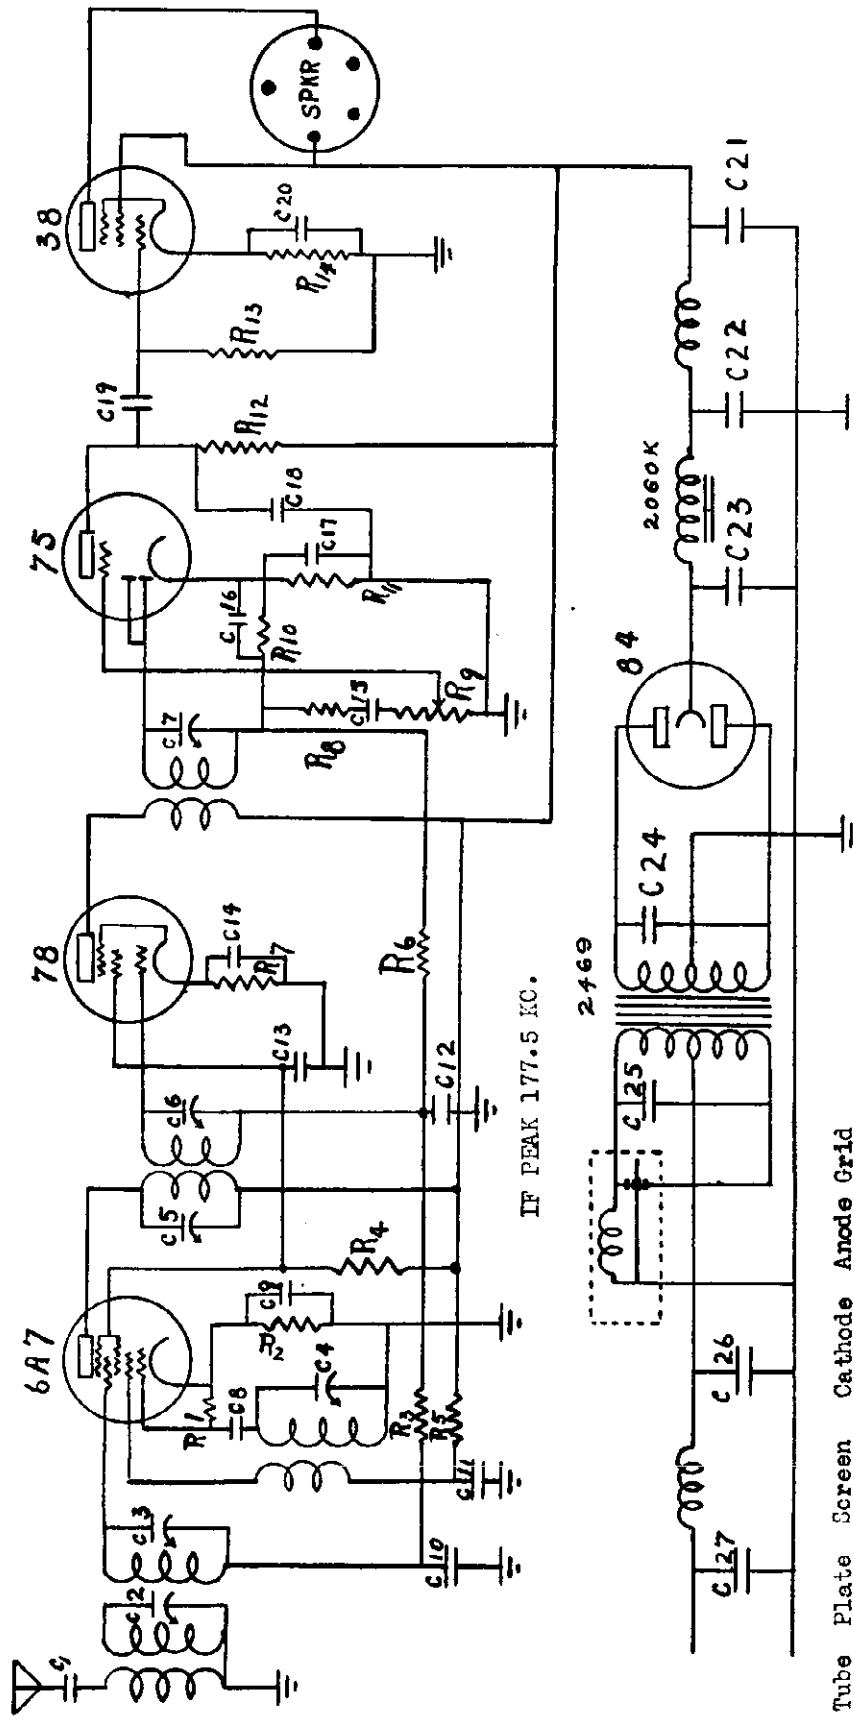 6A7
78
75
38
C1
C2
C3
C5
C6
C7
C19
R1
C8
C4
R2
C9
R4
C13
R7
C14
R8
C15
R9
R10
C16
R11
C17
C18
R12
R13
R14
C20
SPKR
C10
C11
R3
R5
C12
R6
IF PEAK 177.5 KC.
2469
C24
84
2060K
C23
C22
C21
C25
C26
C27
Tube Plate Screen Cathode Anode Grid